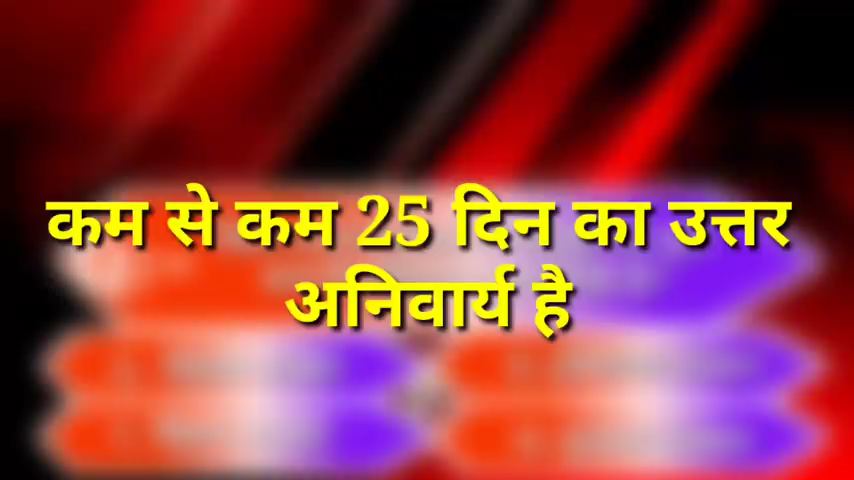 कम से कम 25 दिन का उत्तर
अनिवार्य है